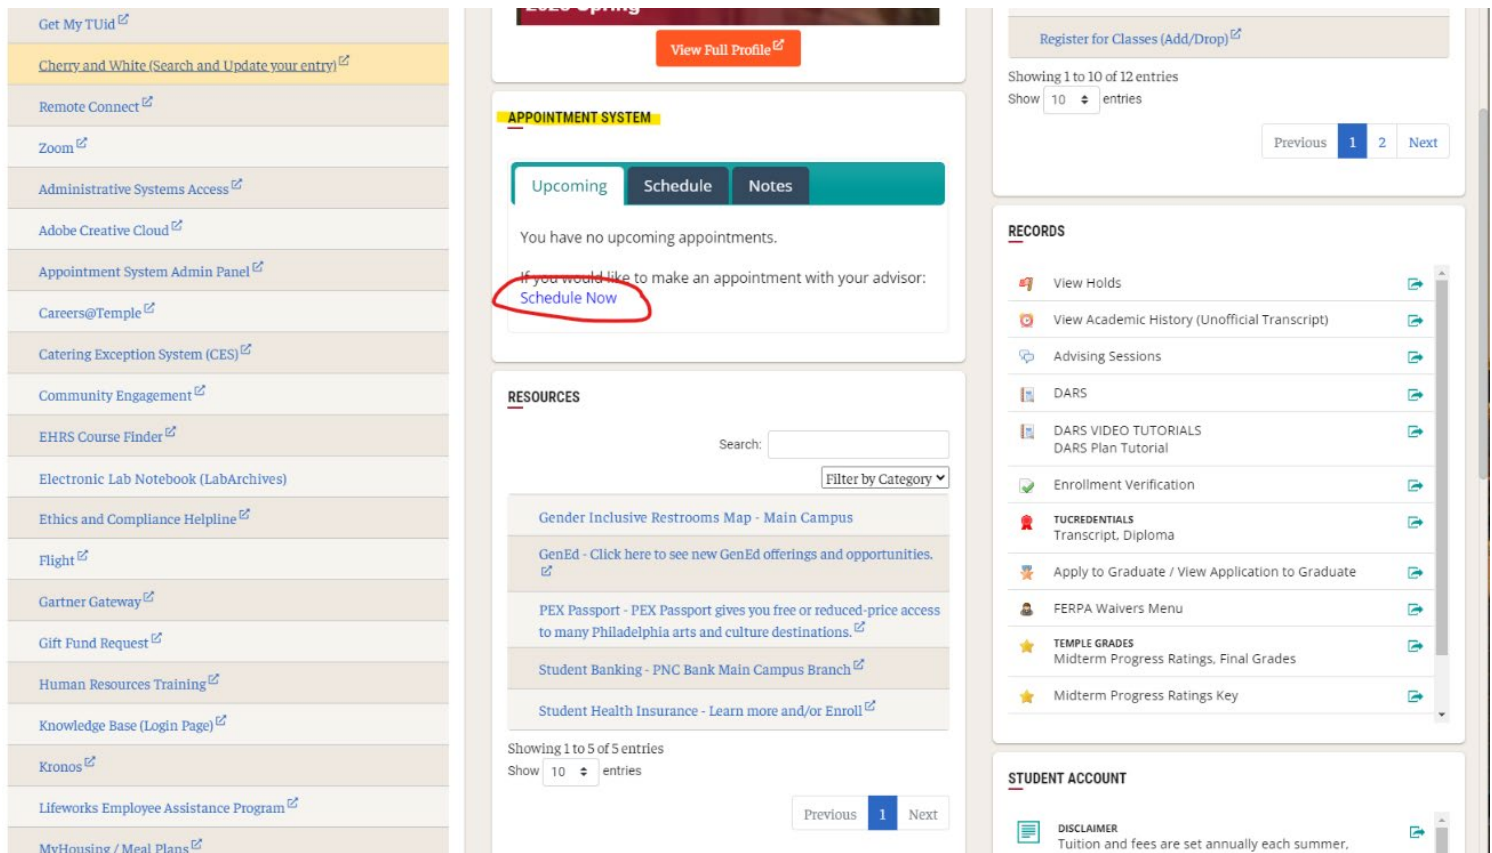 Get My TUid
Cherry and White (Search and Update your entry)
Remote Connect
Zoom
Administrative Systems Access
Adobe Creative Cloud
Appointment System Admin Panel
Careers@Temple
Catering Exception System (CES)
Community Engagement
EHRS Course Finder
Electronic Lab Notebook (LabArchives)
Ethics and Compliance Helpline
Flight
Gartner Gateway
Gift Fund Request
Human Resources Training
Knowledge Base (Login Page)
Kronos
Lifeworks Employee Assistance Program
MyHousing / Meal Plans
Spring
View Full Profile
APPOINTMENT SYSTEM
Upcoming Schedule Notes
You have no upcoming appointments.
If you would like to make an appointment with your advisor:
Schedule Now
RESOURCES
Search:
Filter by Category
Gender Inclusive Restrooms Map - Main Campus
GenEd - Click here to see new GenEd offerings and opportunities.
PEX Passport - PEX Passport gives you free or reduced-price access
to many Philadelphia arts and culture destinations.
Student Banking - PNC Bank Main Campus Branch
Student Health Insurance - Learn more and/or Enroll
Showing 1 to 5 of 5 entries
Show 10 entries
Previous 1 Next
Register for Classes (Add/Drop)
Showing 1 to 10 of 12 entries
Show 10 entries
Previous 1 2 Next
RECORDS
View Holds
View Academic History (Unofficial Transcript)
Advising Sessions
DARS
DARS VIDEO TUTORIALS
DARS Plan Tutorial
Enrollment Verification
TUCREDENTIALS
Transcript, Diploma
Apply to Graduate / View Application to Graduate
FERPA Waivers Menu
TEMPLE GRADES
Midterm Progress Ratings, Final Grades
Midterm Progress Ratings Key
STUDENT ACCOUNT
DISCLAIMER
Tuition and fees are set annually each summer,